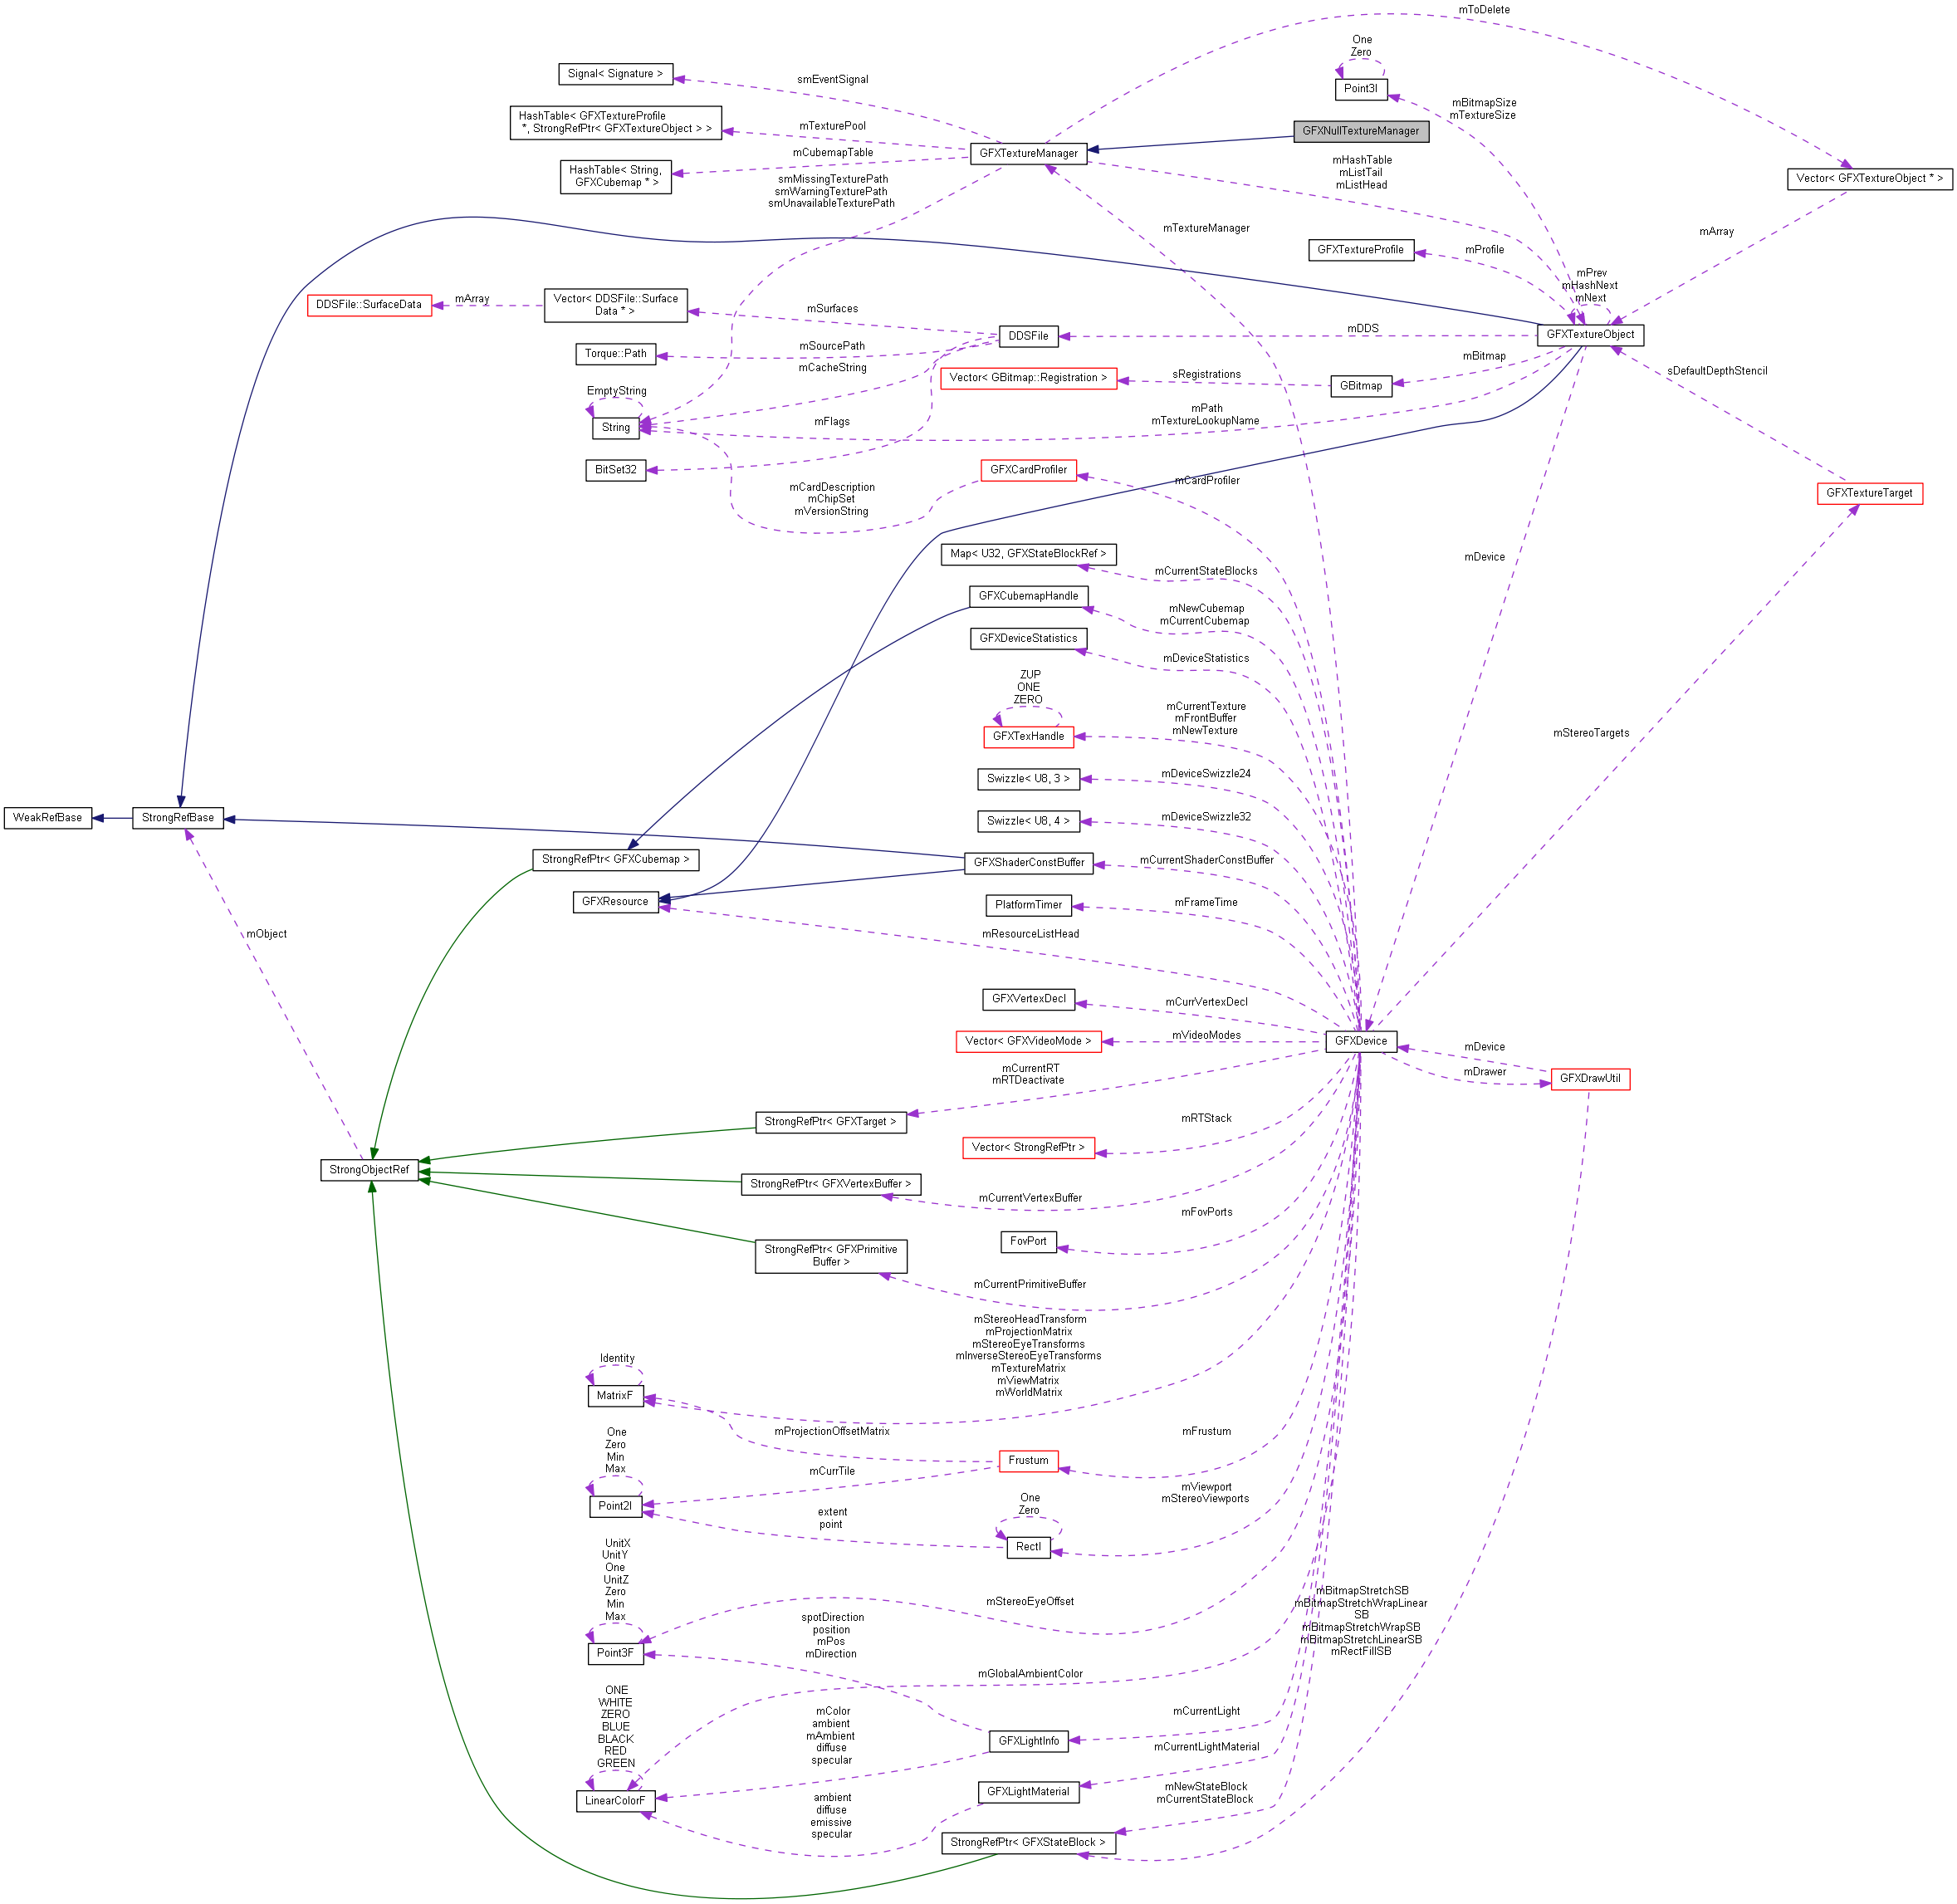 mToDelete
One
Zero
Signal< Signature >
smEventSignal
Point3I
mBitmapSize
mTextureSize
HashTable< GFXTextureProfile
*, StrongRefPtr< GFXTextureObject > >
mTexturePool
GFXNullTextureManager
GFXTextureManager
mCubemapTable
HashTable< String,
GFXCubemap * >
mHashTable
mListTail
mListHead
Vector< GFXTextureObject * >
smMissingTexturePath
smWarningTexturePath
smUnavailableTexturePath
mTextureManager
mArray
GFXTextureProfile
mProfile
mPrev
mHashNext
mNext
DDSFile::SurfaceData
mArray
Vector< DDSFile::Surface
Data * >
mSurfaces
DDSFile
mDDS
GFXTextureObject
Torque::Path
mSourcePath
mCacheString
mBitmap
sDefaultDepthStencil
Vector< GBitmap::Registration >
sRegistrations
GBitmap
EmptyString
String
mFlags
mPath
mTextureLookupName
BitSet32
GFXCardProfiler
mCardProfiler
mCardDescription
mChipSet
mVersionString
GFXTextureTarget
Map< U32, GFXStateBlockRef >
mCurrentStateBlocks
mDevice
GFXCubemapHandle
mNewCubemap
mCurrentCubemap
GFXDeviceStatistics
mDeviceStatistics
ZUP
ONE
ZERO
GFXTexHandle
mCurrentTexture
mFrontBuffer
mNewTexture
mStereoTargets
Swizzle< U8, 3 >
mDeviceSwizzle24
Swizzle< U8, 4 >
mDeviceSwizzle32
WeakRefBase
StrongRefBase
StrongRefPtr< GFXCubemap >
GFXShaderConstBuffer
mCurrentShaderConstBuffer
GFXResource
PlatformTimer
mFrameTime
mObject
mResourceListHead
GFXVertexDecl
mCurrVertexDecl
Vector< GFXVideoMode >
mVideoModes
GFXDevice
mDevice
mDrawer
GFXDrawUtil
mCurrentRT
mRTDeactivate
StrongRefPtr< GFXTarget >
mRTStack
Vector< StrongRefPtr >
StrongObjectRef
StrongRefPtr< GFXVertexBuffer >
mCurrentVertexBuffer
mFovPorts
FovPort
StrongRefPtr< GFXPrimitive
Buffer >
mCurrentPrimitiveBuffer
mStereoHeadTransform
mProjectionMatrix
mStereoEyeTransforms
mInverseStereoEyeTransforms
mTextureMatrix
mViewMatrix
mWorldMatrix
Identity
MatrixF
mProjectionOffsetMatrix
mFrustum
Frustum
One
Zero
Min
Max
mCurrTile
Point2I
mViewport
mStereoViewports
extent
point
One
Zero
RectI
UnitX
UnitY
One
UnitZ
Zero
Min
Max
mStereoEyeOffset
mBitmapStretchSB
mBitmapStretchWrapLinear
SB
mBitmapStretchWrapSB
mBitmapStretchLinearSB
mRectFillSB
spotDirection
position
mPos
mDirection
Point3F
mGlobalAmbientColor
ONE
WHITE
ZERO
BLUE
BLACK
RED
GREEN
mColor
ambient
mAmbient
diffuse
specular
mCurrentLight
GFXLightInfo
mCurrentLightMaterial
LinearColorF
GFXLightMaterial
ambient
diffuse
emissive
specular
mNewStateBlock
mCurrentStateBlock
StrongRefPtr< GFXStateBlock >